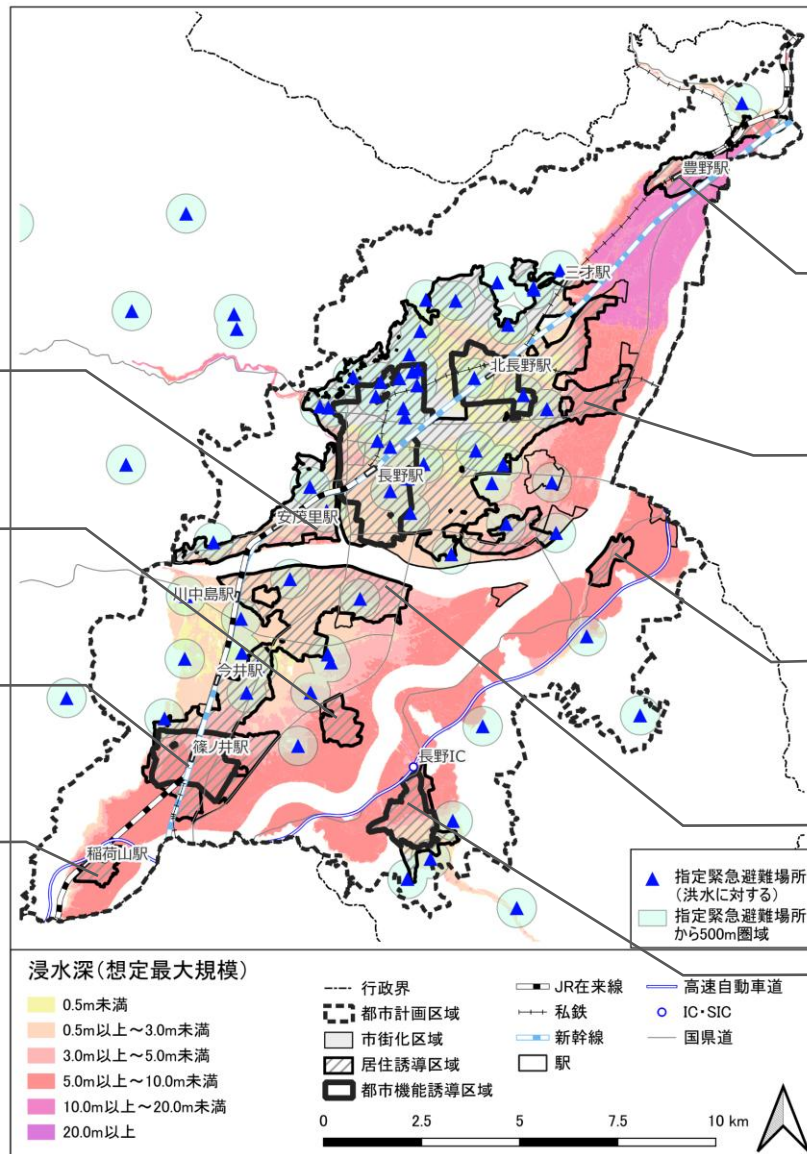 豊野駅
三才駅
北長野駅
長野駅
安茂里駅
川中島駅
今井駅
篠ノ井駅
長野IC
稲荷山駅
指定緊急避難場所
(洪水に対する)
指定緊急避難場所
から500m圏域
浸水深(想定最大規模)
0.5m未満
0.5m以上～3.0m未満
3.0m以上～5.0m未満
5.0m以上～10.0m未満
10.0m以上～20.0m未満
20.0m以上
行政界
都市計画区域
市街化区域
居住誘導区域
都市機能誘導区域
JR在来線
私鉄
新幹線
駅
高速自動車道
IC・SIC
国県道
0 2.5 5 7.5 10 km